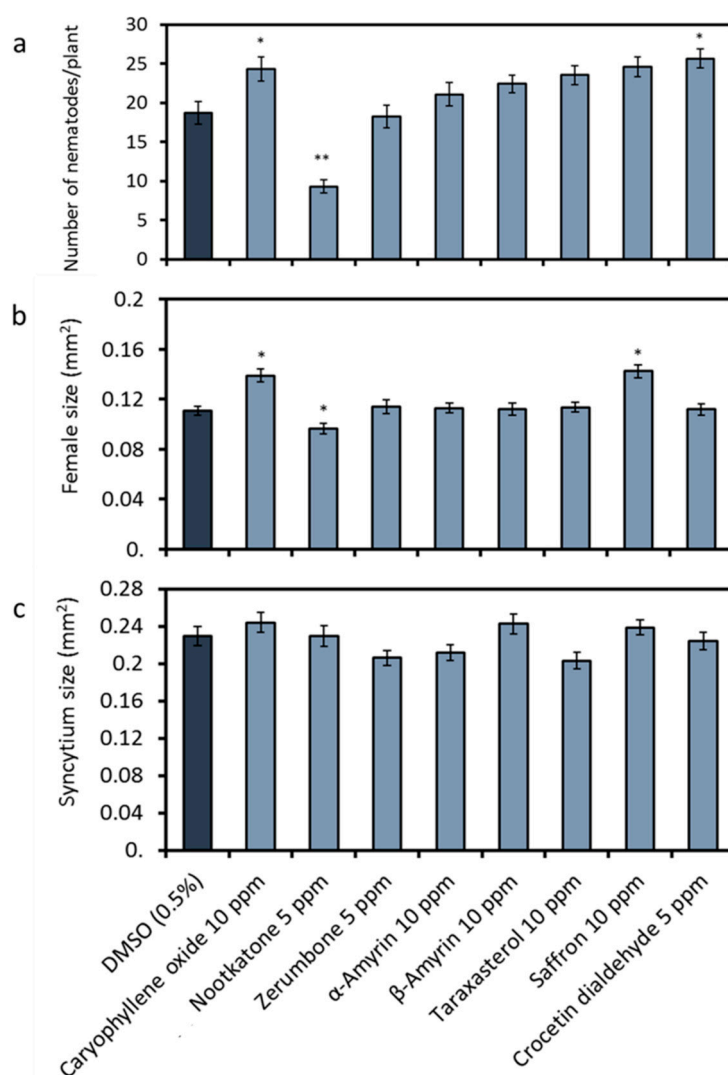 a
Number of nematodes/plant
30
25
20
15
10
5
0
*
**
*
b
Female size (mm²)
0.2
0.16
0.12
0.08
0.04
0.
*
*
*
c
Syncytium size (mm²)
0.28
0.24
0.2
0.16
0.12
0.08
0.04
0.
DMSO (0.5%)
Caryophyllene oxide 10 ppm
Nootkatone 5 ppm
Zerumbone 5 ppm
α-Amyrin 10 ppm
β-Amyrin 10 ppm
Taraxasterol 10 ppm
Saffron 10 ppm
Crocetin dialdehyde 5 ppm